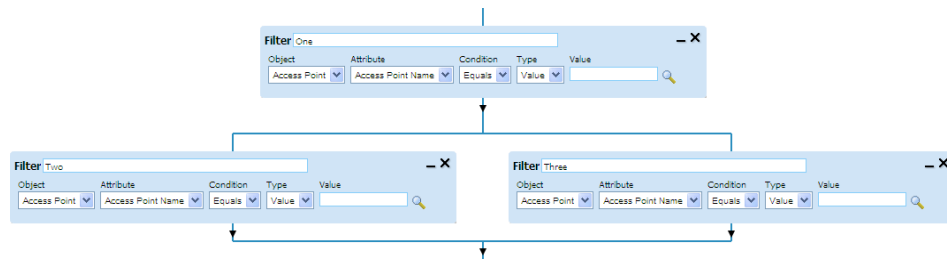 Filter One
Object Attribute Condition Type Value
Access Point Access Point Name Equals Value
Filter Two
Object Attribute Condition Type Value
Access Point Access Point Name Equals Value
Filter Three
Object Attribute Condition Type Value
Access Point Access Point Name Equals Value